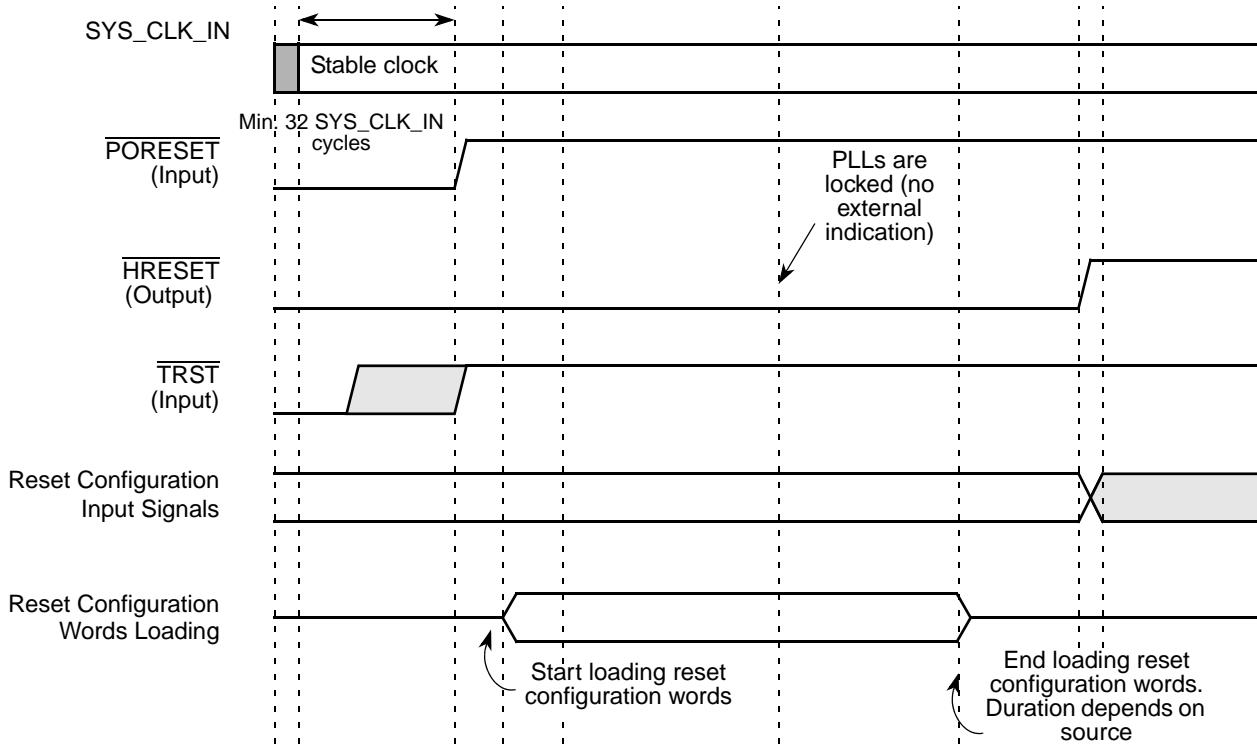 SYS_CLK_IN
Stable clock
Min. 32 SYS_CLK_IN
cycles
PORESET
(Input)
PLLs are
locked (no
external
indication)
HRESET
(Output)
TRST
(Input)
Reset Configuration
Input Signals
Reset Configuration
Words Loading
Start loading reset
configuration words
End loading reset
configuration words.
Duration depends on
source